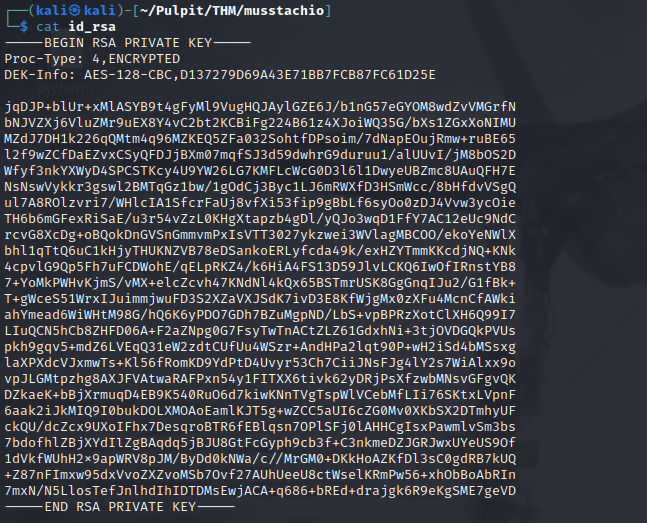 ┌──(kali㉿kali)-[~/Pulpit/THM/musstachio]
└─$ cat id_rsa
-----BEGIN RSA PRIVATE KEY-----
Proc-Type: 4,ENCRYPTED
DEK-Info: AES-128-CBC,D137279D69A43E71BB7FCB87FC61D25E

jqDJP+blUr+xMlASYB9t4gFyMl9VugHQJAylGZE6J/b1nG57eGYOM8wdZvVMGrfN
bNJVZXj6VluZMr9uEX8Y4vC2bt2KCBiFg224B61z4XJoiWQ35G/bXs1ZGxXoNIMU
MZdJ7DH1k226qQMtm4q96MZKEQ5ZFa032SohtfDPsoim/7dNapEOujRmw+ruBE65
l2f9wZCfDaEZvxCSyQFDJjBXm07mqfSJ3d59dwhrG9duruu1/alUUvI/jM8bOS2D
Wfyf3nkYXWyD4SPCSTKcy4U9YW26LG7KMFLcWcG0D3l6l1DwyeUBZmc8UAuQFH7E
NsNswVykkr3gswl2BMTqGz1bw/1gOdCj3Byc1LJ6mRWXfD3HSmWcc/8bHfdvVSgQ
ul7A8ROlzvri7/WHlcIA1SfcrFaUj8vfXi53fip9gBbLf6syOo0zDJ4Vvw3ycOie
TH6b6mGFexRiSaE/u3r54vZzL0KHgXtapzb4gDl/yQJo3wqD1FfY7AC12eUc9NdC
rcvG8XcDg+oBQokDnGVSnGmmvmPxIsVTT3027ykzwei3WVlagMBCOO/ekoYeNWlX
bhl1qTtQ6uC1kHjyTHUKNZVB78eDSankoERLyfcda49k/exHZYTmmKKcdjNQ+KNk
4cpvlG9Qp5Fh7uFCDWohE/qELpRKZ4/k6HiA4FS13D59JlvLCKQ6IwOfIRnstYB8
7+YoMkPWHvKjmS/vMX+elcZcvh47KNdNl4kQx65BSTmrUSK8GgGnqIJu2/G1fBk+
T+gWceS51WrxIJuimmjwuFD3S2XZaVXJSdK7ivD3E8KfWjgMx0zXFu4McnCfAWki
ahYmead6WiWHtM98G/hQ6K6yPDO7GDh7BZuMgpND/LbS+vpBPRzXotClXH6Q99I7
LIuQCN5hCb8ZHFD06A+F2aZNpg0G7FsyTwTnACtZLZ61GdxhNi+3tjOVDGQkPVUs
pkh9gqv5+mdZ6LVEqQ31eW2zdtCUfUu4WSzr+AndHPa2lqt90P+wH2iSd4bMSsxg
laXPXdcVJxmwTs+Kl56fRomKD9YdPtD4Uvyr53Ch7CiiJNsFJg4lY2s7WiAlxx9o
vpJLGMtpzhg8AXJFVAtwaRAFPxn54y1FITXX6tivk62yDRjPsXfzwbMNsvGFgvQK
DZkaeK+bBjXrmuqD4EB9K540RuO6d7kiwKNnTVgTspWlVCebMfLIi76SKtxLVpnF
6aak2iJkMIQ9I0bukDOLXMOAoEamlKJT5g+wZCC5aUI6cZG0Mv0XKbSX2DTmhyUF
ckQU/dcZcx9UXoIFhx7DesqroBTR6fEBlqsn7OPlSFj0lAHHCgIsxPawmlvSm3bs
7bdofhlZBjXYdIlZgBAqdq5jBJU8GtFcGyph9cb3f+C3nkmeDZJGRJwxUYeUS9Of
1dVkfWUhH2×9apWRV8pJM/ByDd0kNWa/c//MrGM0+DKkHoAZKfDl3sC0gdRB7kUQ
+Z87nFImxw95dxVvoZXZvoMSb7Ovf27AUhUeeU8ctWselKRmPw56+xhObBoAbRIn
7mxN/N5LlosTefJnlhdIhIDTDMsEwjACA+q686+bREd+drajgk6R9eKgSME7geVD
-----END RSA PRIVATE KEY-----